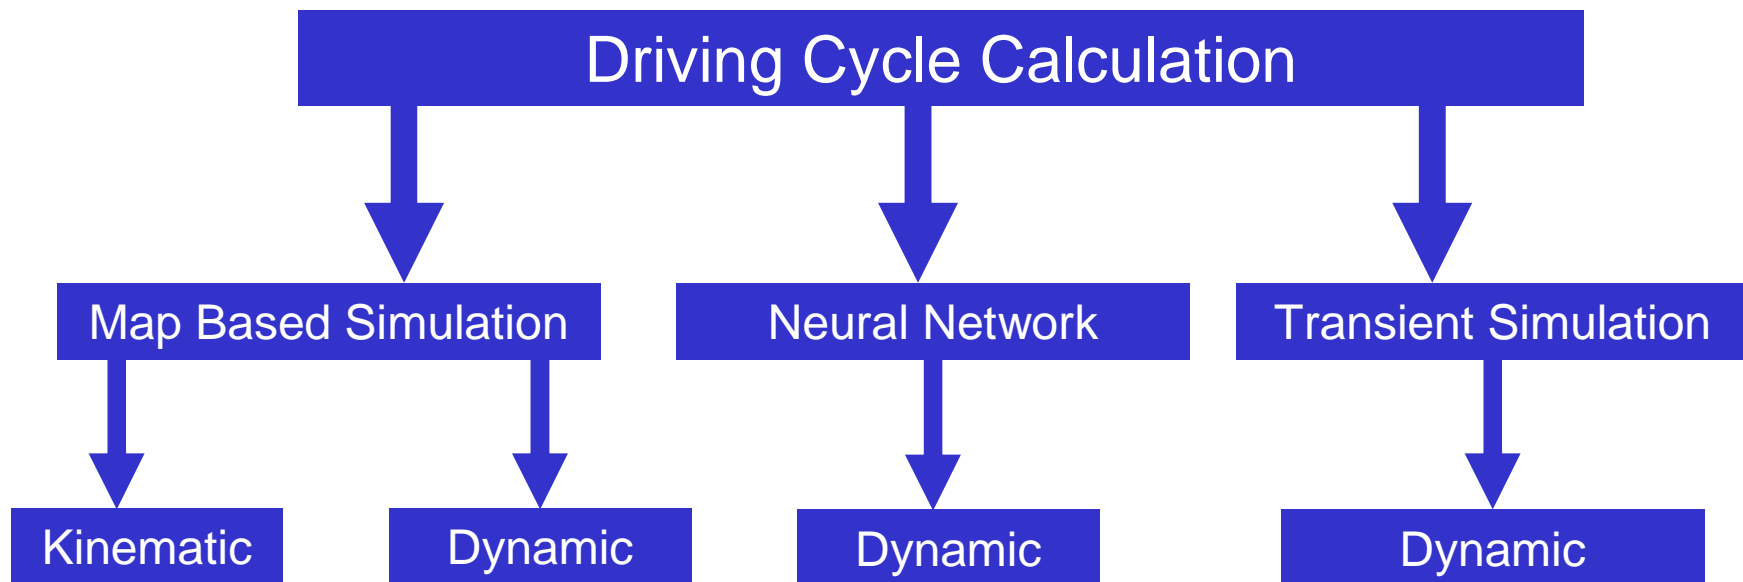 Driving Cycle Calculation
Map Based Simulation
Neural Network
Transient Simulation
Kinematic
Dynamic
Dynamic
Dynamic